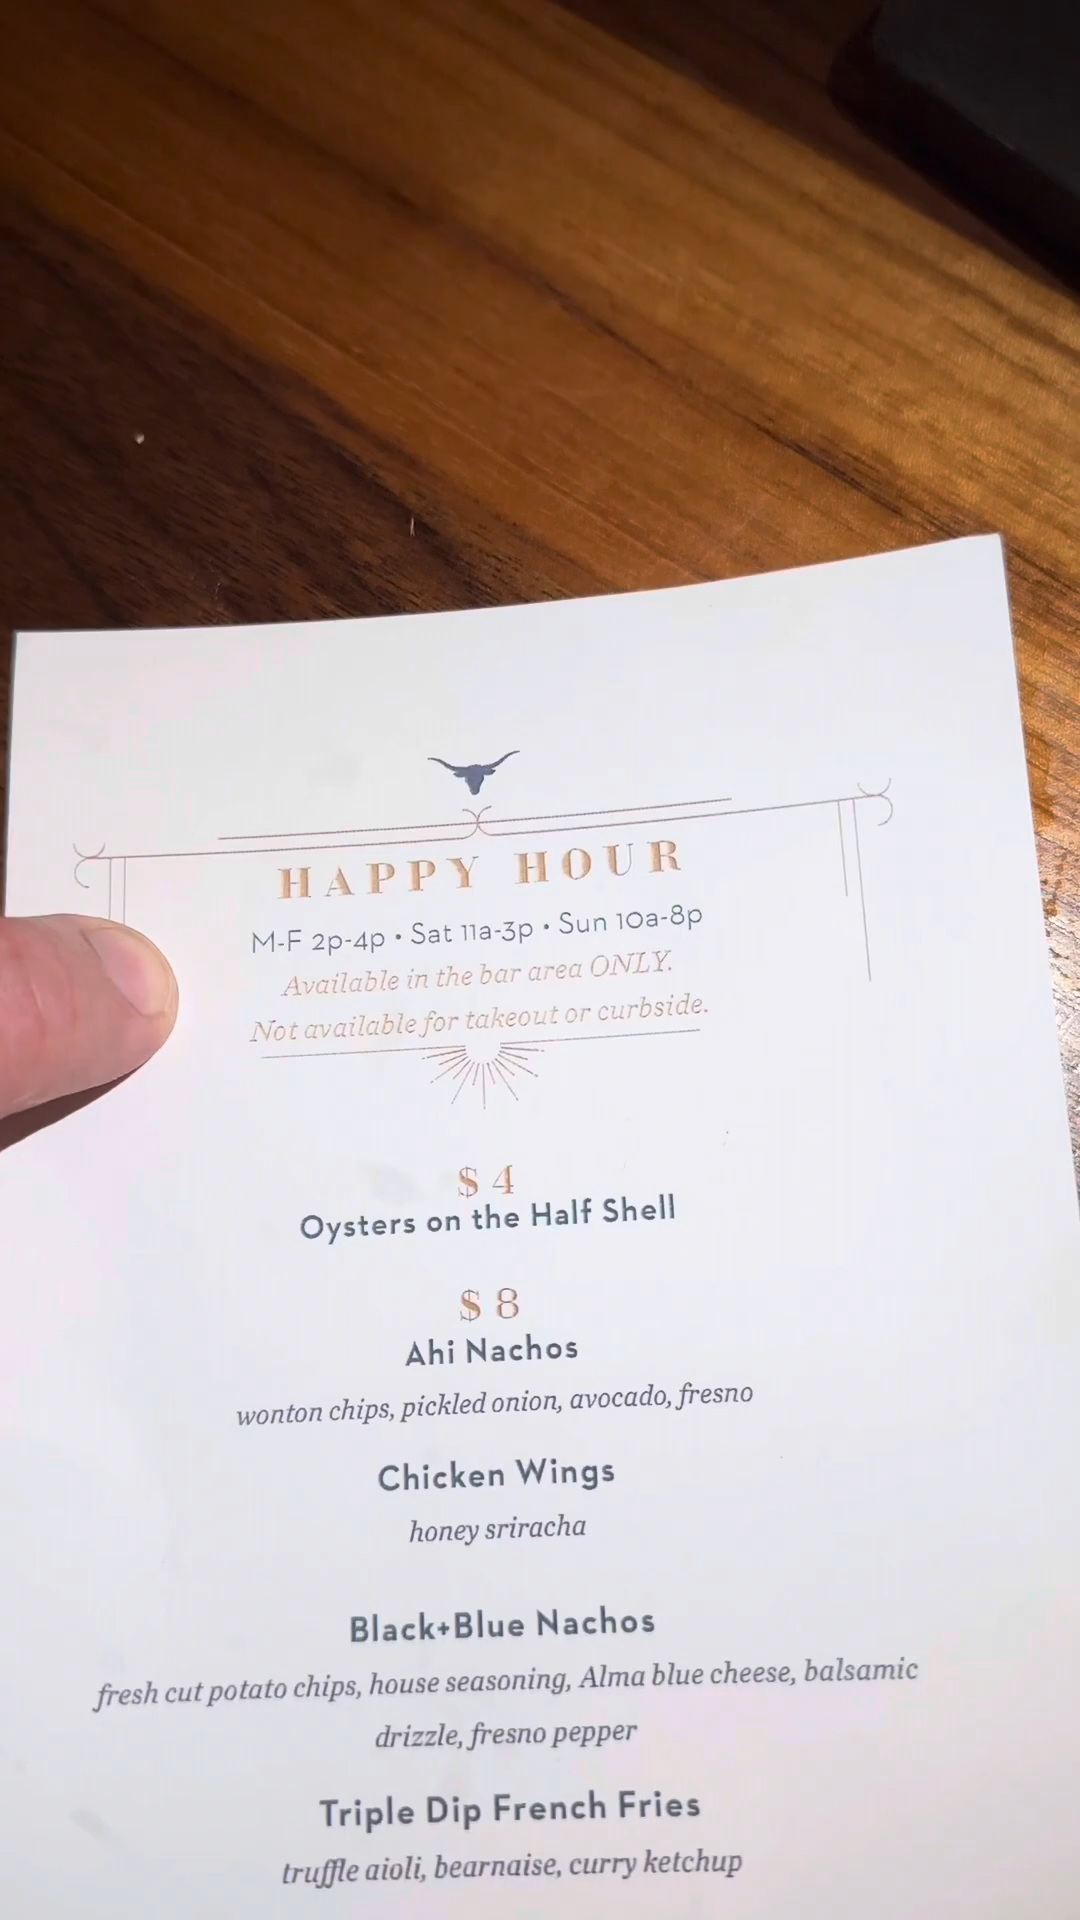 HAPPY HOUR
M-F 2p-4p • Sat 11a-3p • Sun 10a-8p
Available in the bar area ONLY.
Not available for takeout or curbside.
$ 4
Oysters on the Half Shell
$ 8
Ahi Nachos
wonton chips, pickled onion, avocado, fresno
Chicken Wings
honey sriracha
Black+Blue Nachos
fresh cut potato chips, house seasoning, Alma blue cheese, balsamic
drizzle, fresno pepper
Triple Dip French Fries
truffle aioli, bearnaise, curry ketchup